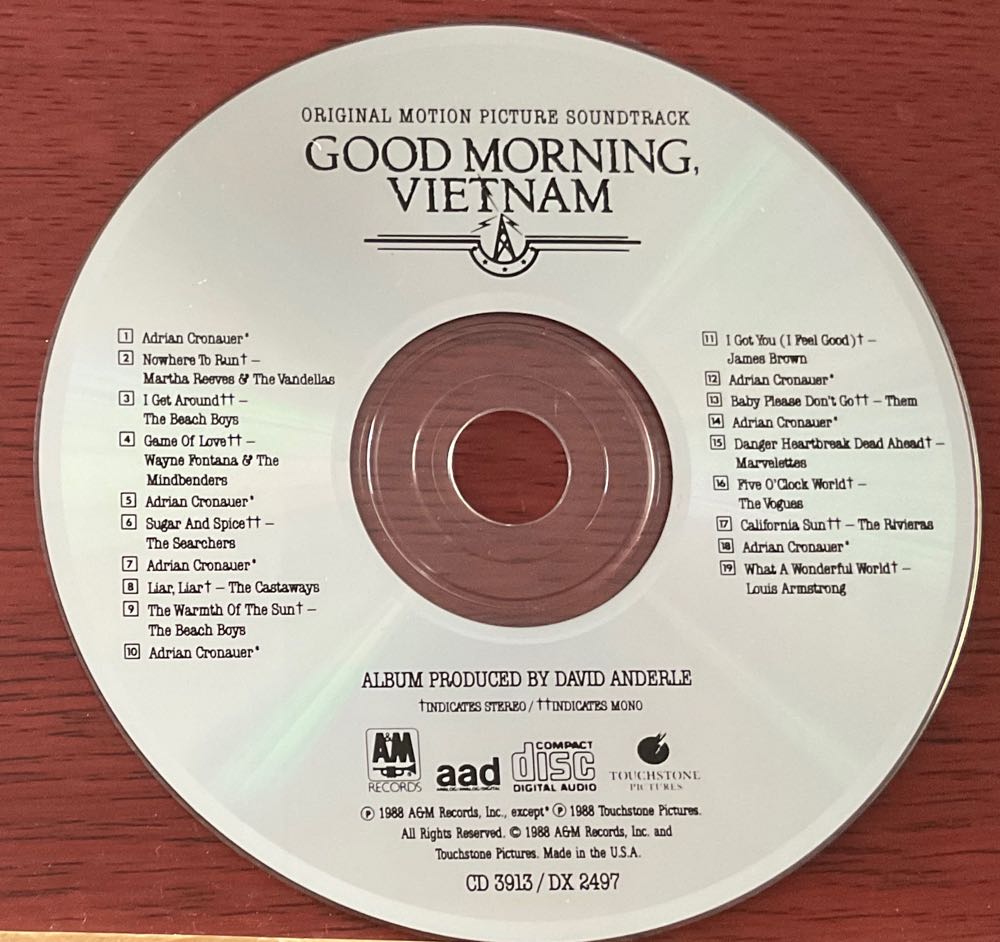 ORIGINAL MOTION PICTURE SOUNDTRACK
GOOD MORNING,
VIETNAM
1 Adrian Cronauer*
2 Nowhere To Run† –
Martha Reeves & The Vandellas
3 I Get Around†† –
The Beach Boys
4 Game Of Love†† –
Wayne Fontana & The
Mindbenders
5 Adrian Cronauer*
6 Sugar And Spice†† –
The Searchers
7 Adrian Cronauer*
8 Liar, Liar† – The Castaways
9 The Warmth Of The Sun† –
The Beach Boys
10 Adrian Cronauer*
11 I Got You (I Feel Good)† –
James Brown
12 Adrian Cronauer*
13 Baby Please Don't Go†† – Them
14 Adrian Cronauer*
15 Danger Heartbreak Dead Ahead† –
Marvelettes
16 Five O'Clock World† –
The Vogues
17 California Sun†† – The Rivieras
18 Adrian Cronauer*
19 What A Wonderful World† –
Louis Armstrong
ALBUM PRODUCED BY DAVID ANDERLE
†INDICATES STEREO / ††INDICATES MONO
A&M
RECORDS
aad
ANALOG-ANALOG-DIGITAL
COMPACT
disc
DIGITAL AUDIO
TOUCHSTONE
PICTURES
℗ 1988 A&M Records, Inc., except* ℗ 1988 Touchstone Pictures.
All Rights Reserved. © 1988 A&M Records, Inc. and
Touchstone Pictures. Made in the U.S.A.
CD 3913 / DX 2497